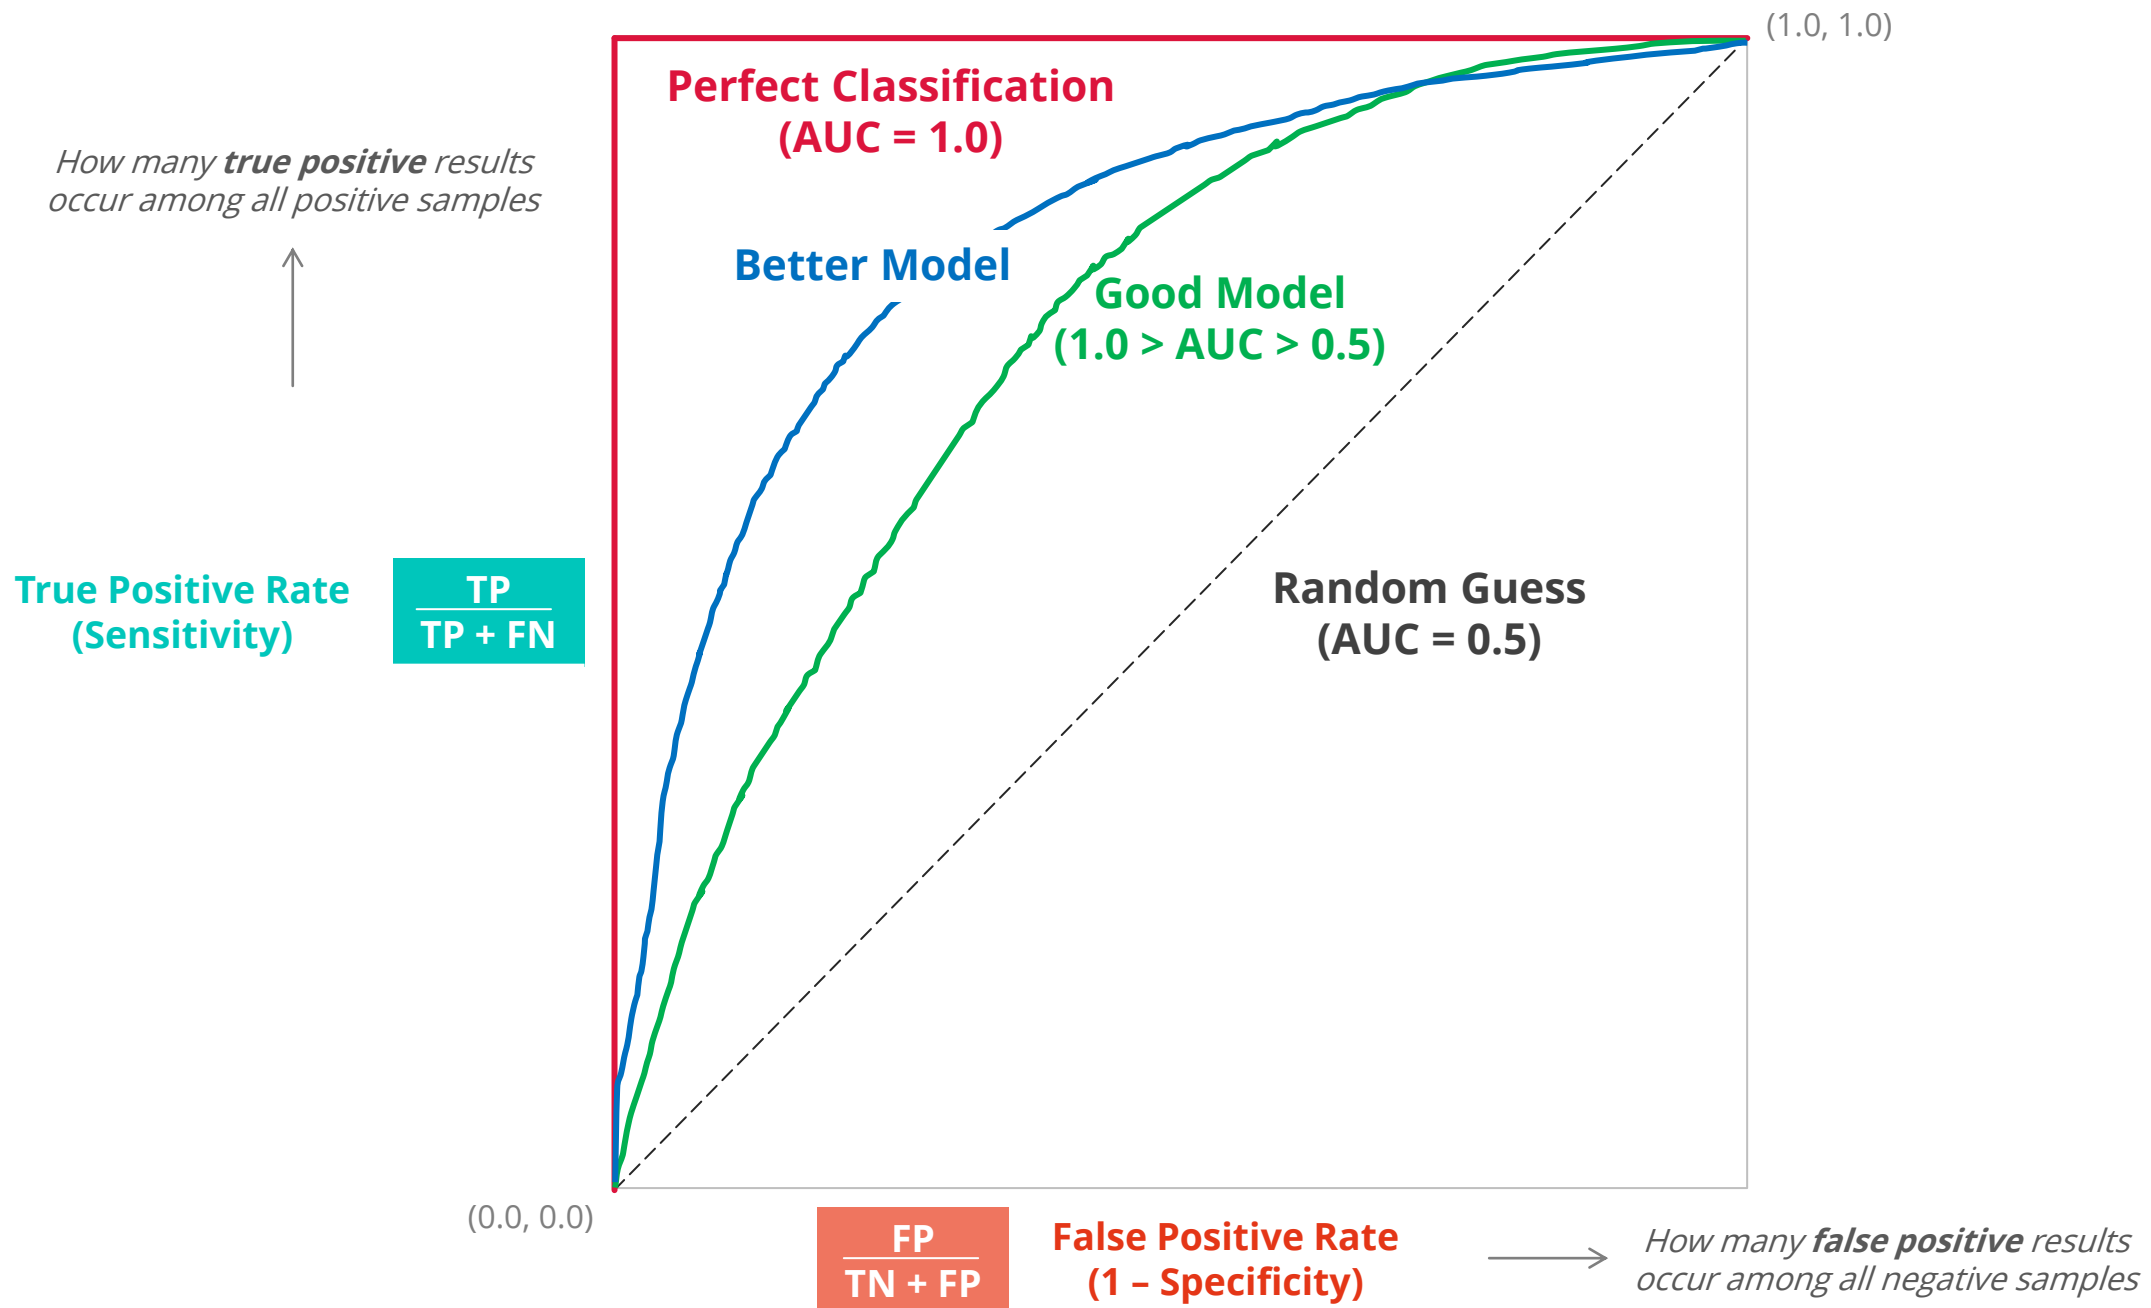 (1.0, 1.0)
Perfect Classification
(AUC = 1.0)
How many true positive results
occur among all positive samples
Better Model
Good Model
(1.0 > AUC > 0.5)
Random Guess
(AUC = 0.5)
True Positive Rate
(Sensitivity)
TP
TP + FN
(0.0, 0.0)
FP
TN + FP
False Positive Rate
(1 – Specificity)
How many false positive results
occur among all negative samples